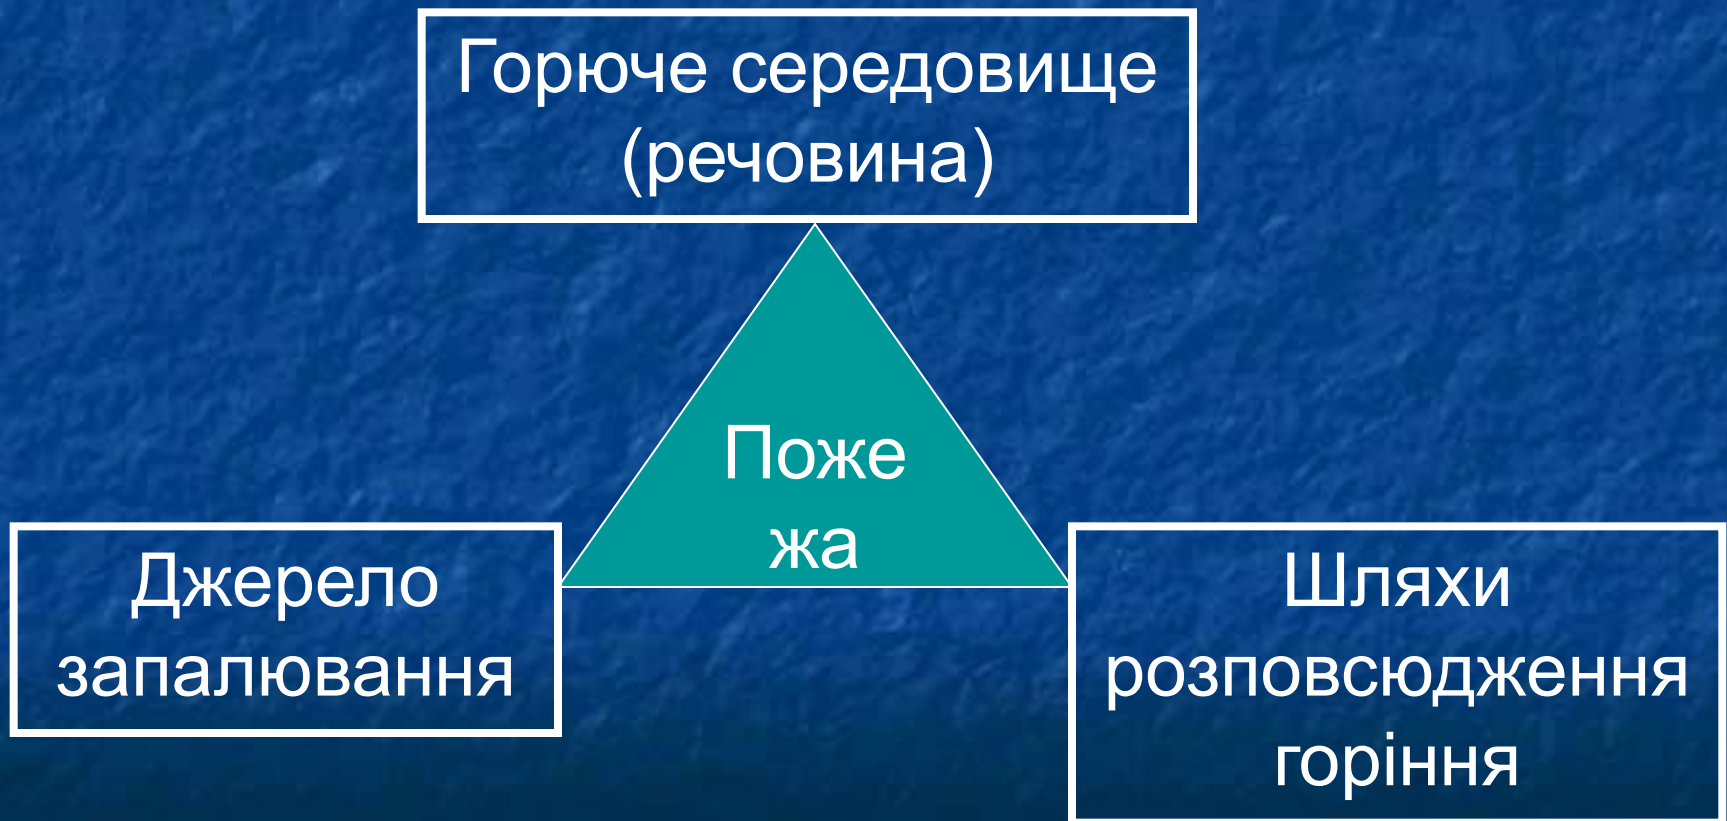 Горюче середовище
(речовина)
Поже
жа
Джерело
запалювання
Шляхи
розповсюдження
горіння